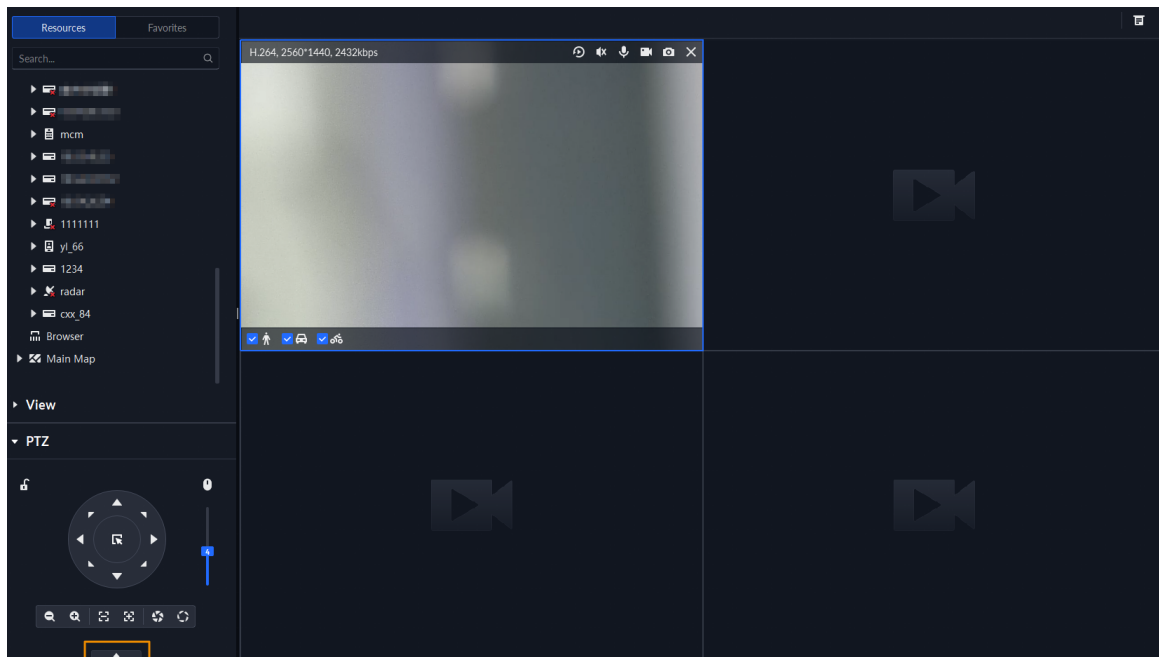 Resources
Favorites
Search...
mcm
1111111
yl_66
1234
radar
cxx_84
Browser
Main Map
View
PTZ
4
H.264, 2560*1440, 2432kbps